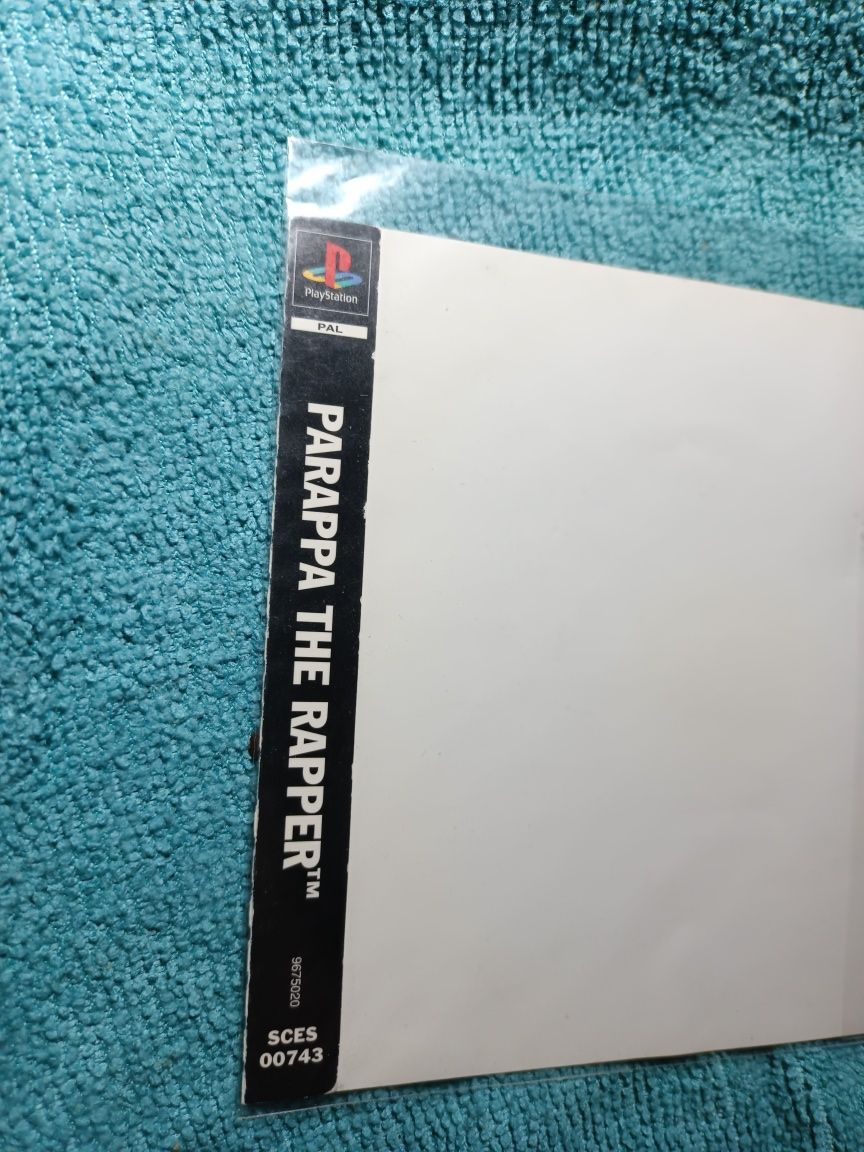 PlayStation
PAL
PARAPPA THE RAPPER™
9675020
SCES
00743